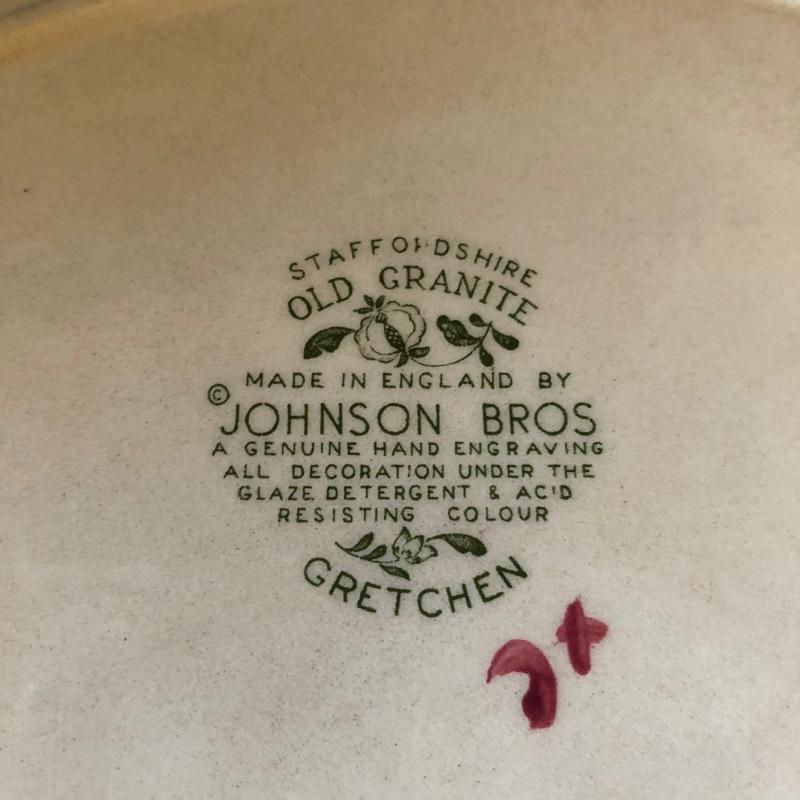 STAFFORDSHIRE
OLD GRANITE
MADE IN ENGLAND BY
© JOHNSON BROS
A GENUINE HAND ENGRAVING
ALL DECORATION UNDER THE
GLAZE DETERGENT & ACID
RESISTING COLOUR
GRETCHEN